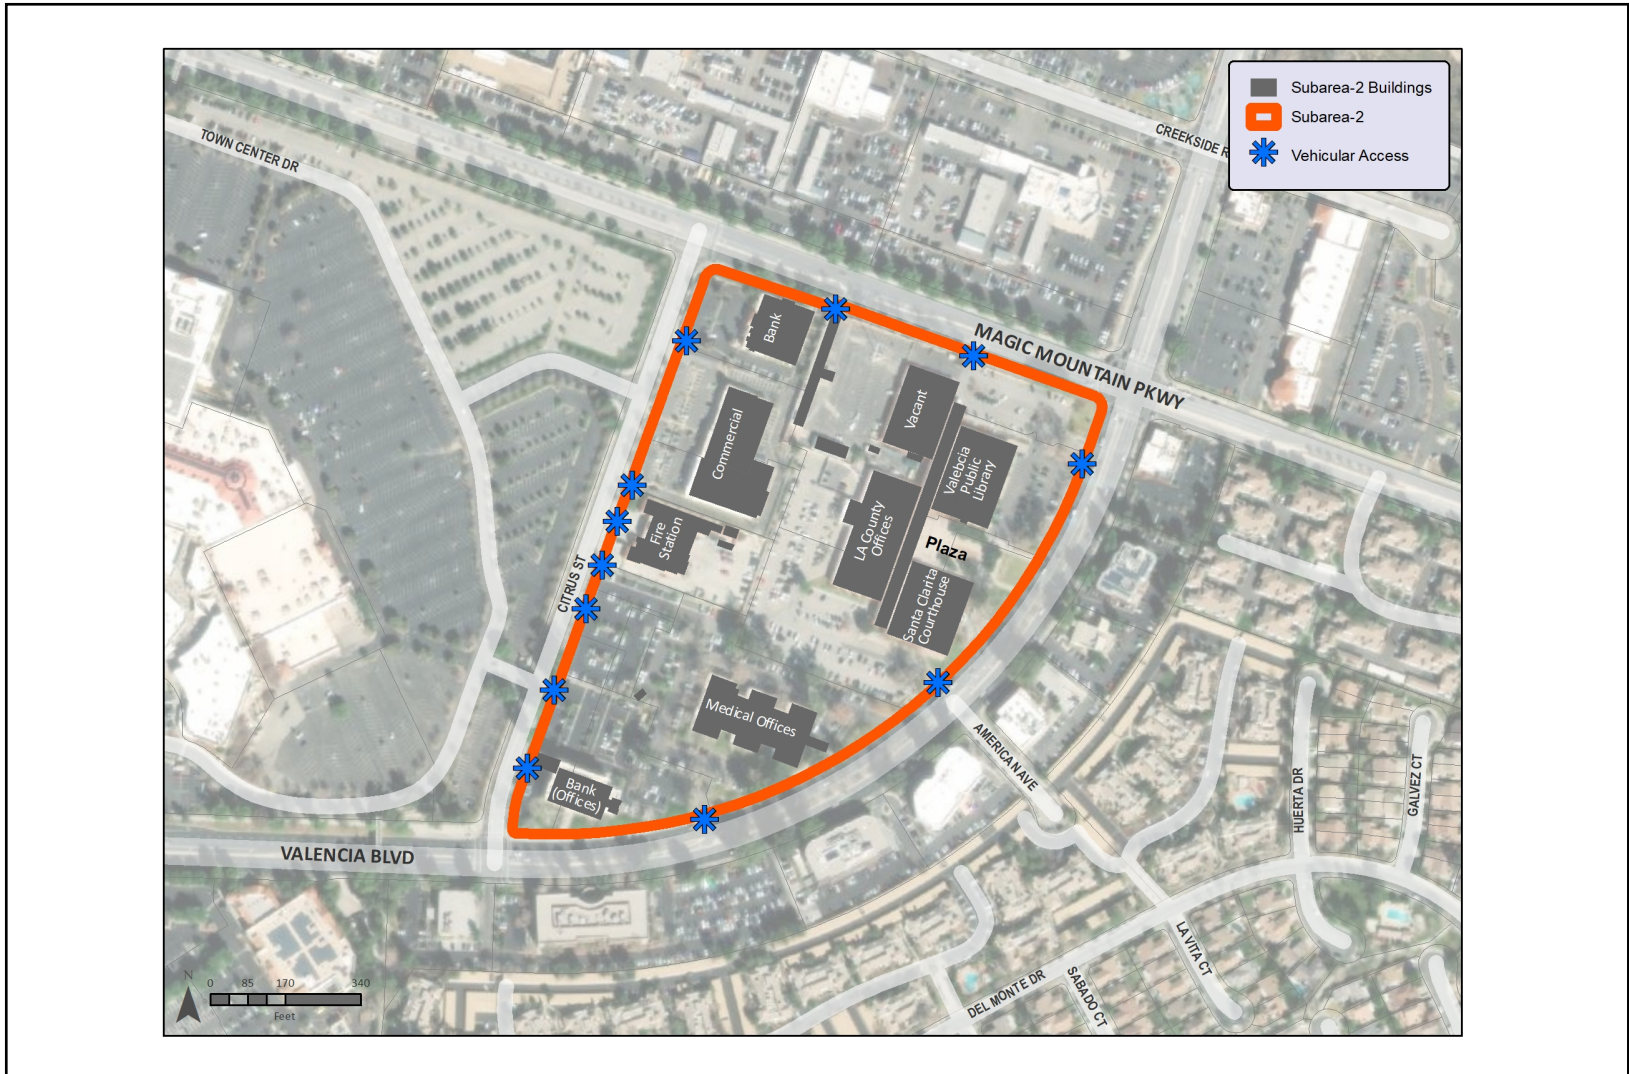 TOWN CENTER DR
CREEKSIDE R
Subarea-2 Buildings
Subarea-2
Vehicular Access
MAGIC MOUNTAIN PKWY
Bank
Commercial
Vacant
Valebcia
Public
Library
LA County
Offices
Plaza
Fire
Station
CITRUS ST
Santa Clarita
Courthouse
Medical Offices
Bank
(Offices)
AMERICAN AVE
HUERTA DR
GALVEZ CT
VALENCIA BLVD
LA VITA CT
DEL MONTE DR
SABADO CT
N
0 85 170 340
Feet